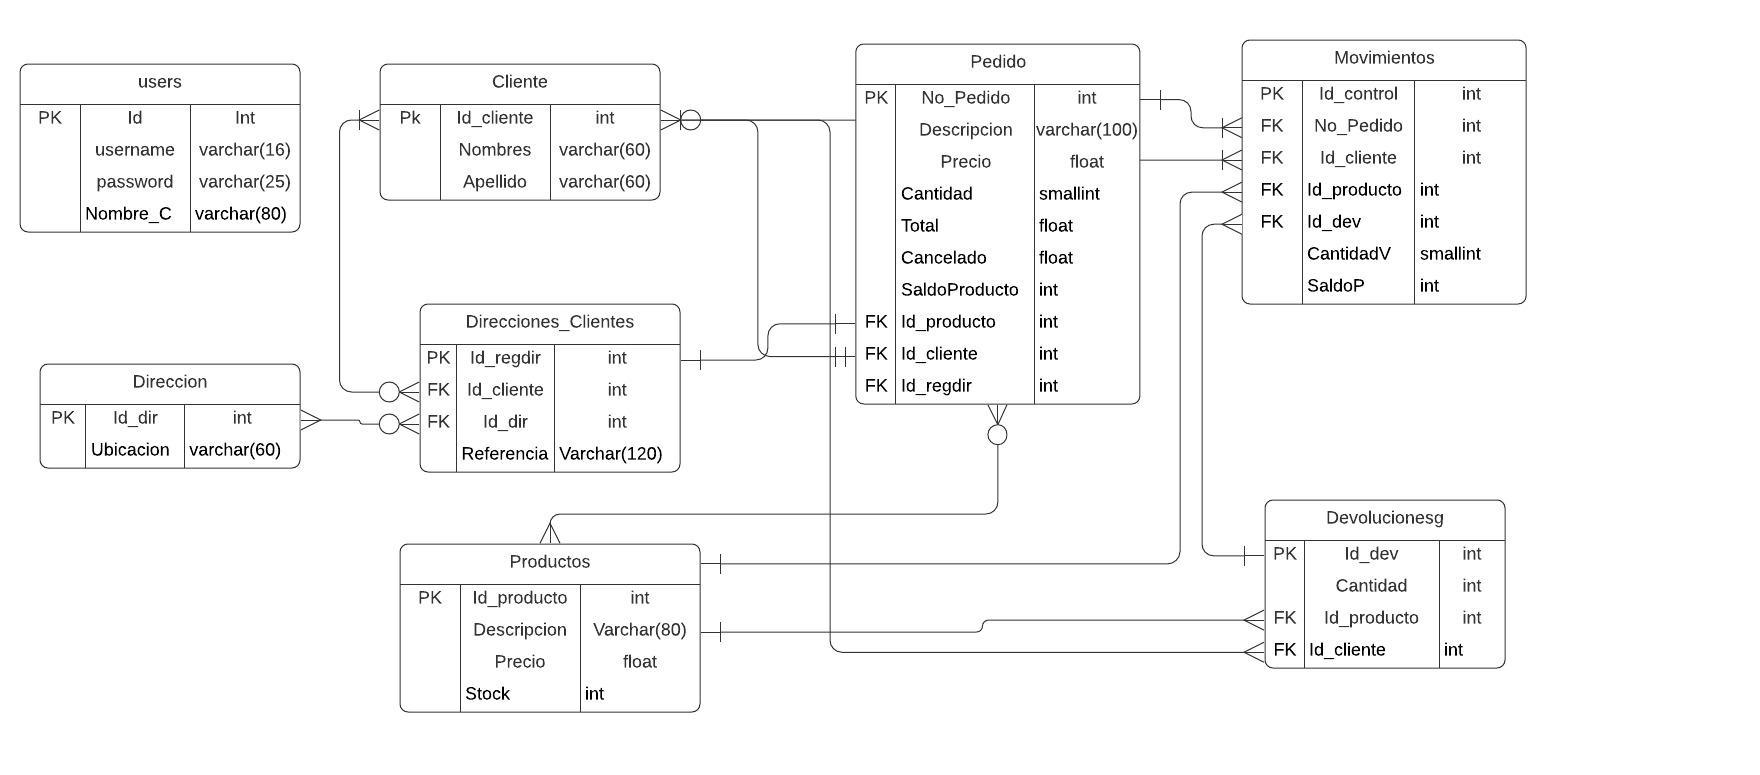 users
PK Id Int
username varchar(16)
password varchar(25)
Nombre_C varchar(80)
Cliente
Pk Id_cliente int
Nombres varchar(60)
Apellido varchar(60)
Pedido
PK No_Pedido int
Descripcion varchar(100)
Precio float
Cantidad smallint
Total float
Cancelado float
SaldoProducto int
FK Id_producto int
FK Id_cliente int
FK Id_regdir int
Movimientos
PK Id_control int
FK No_Pedido int
FK Id_cliente int
FK Id_producto int
FK Id_dev int
CantidadV smallint
SaldoP int
Direcciones_Clientes
PK Id_regdir int
FK Id_cliente int
FK Id_dir int
Referencia Varchar(120)
Direccion
PK Id_dir int
Ubicacion varchar(60)
Productos
PK Id_producto int
Descripcion Varchar(80)
Precio float
Stock int
Devolucionesg
PK Id_dev int
Cantidad int
FK Id_producto int
FK Id_cliente int